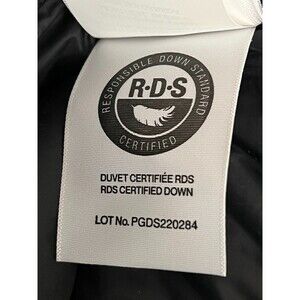 RESPONSIBLE DOWN STANDARD
R·D·S
CERTIFIED
DUVET CERTIFIÉE RDS
RDS CERTIFIED DOWN
LOT No. PGDS220284